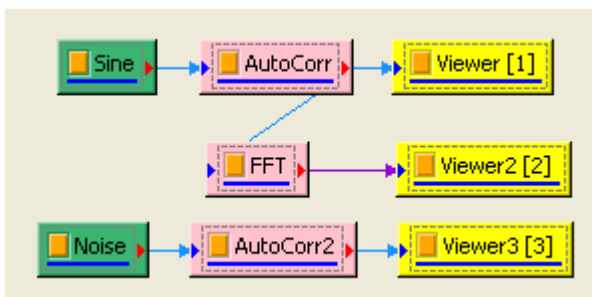 Sine AutoCorr Viewer [1]
FFT Viewer2 [2]
Noise AutoCorr2 Viewer3 [3]